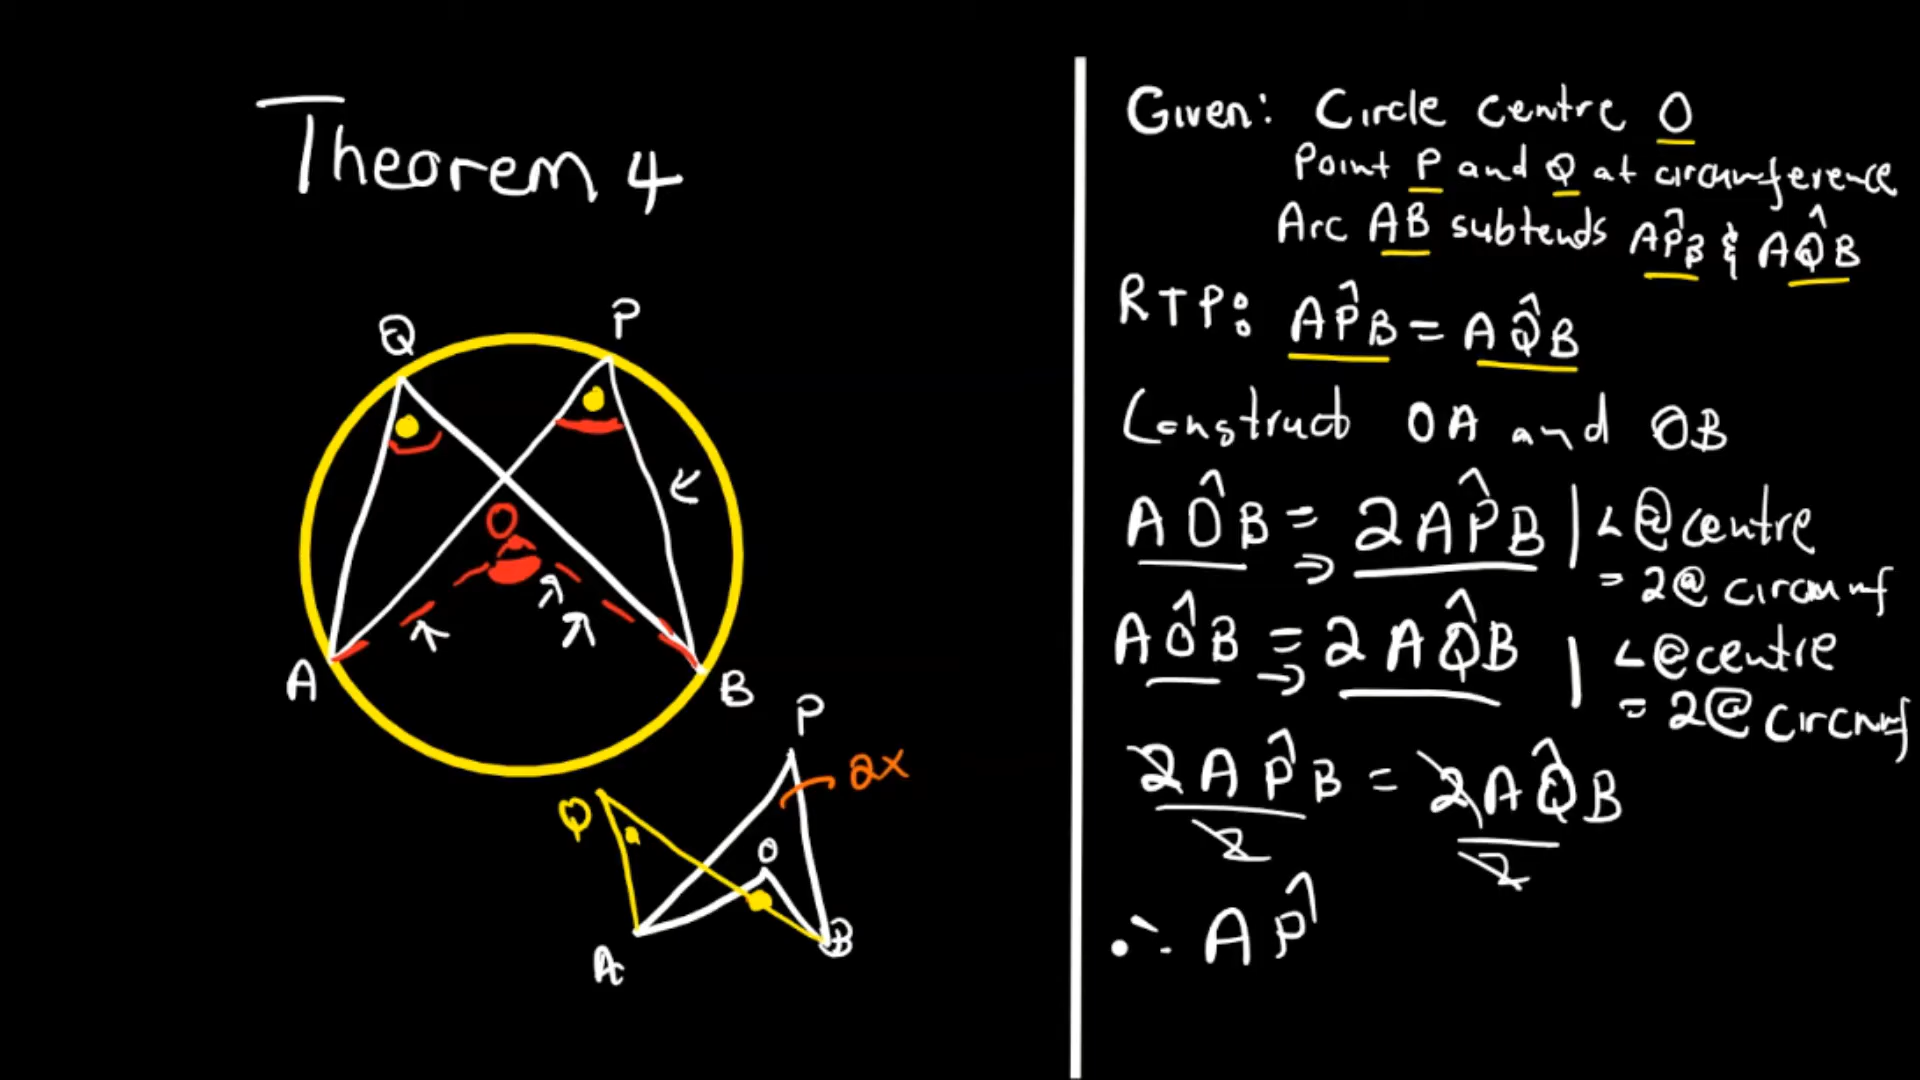 Theorem 4
Q
P
O
A
B
P
2x
Q
O
B
A
Given: Circle centre O
Point P and Q at circumference
Arc AB subtends AP̂B & AQ̂B
RTP: AP̂B = AQ̂B
Construct OA and OB
AÔB = 2AP̂B | ∠@centre
= 2@ circumf
AÔB = 2AQ̂B | ∠@centre
= 2@ circumf
2AP̂B = 2AQ̂B
2 2
∴ AP̂